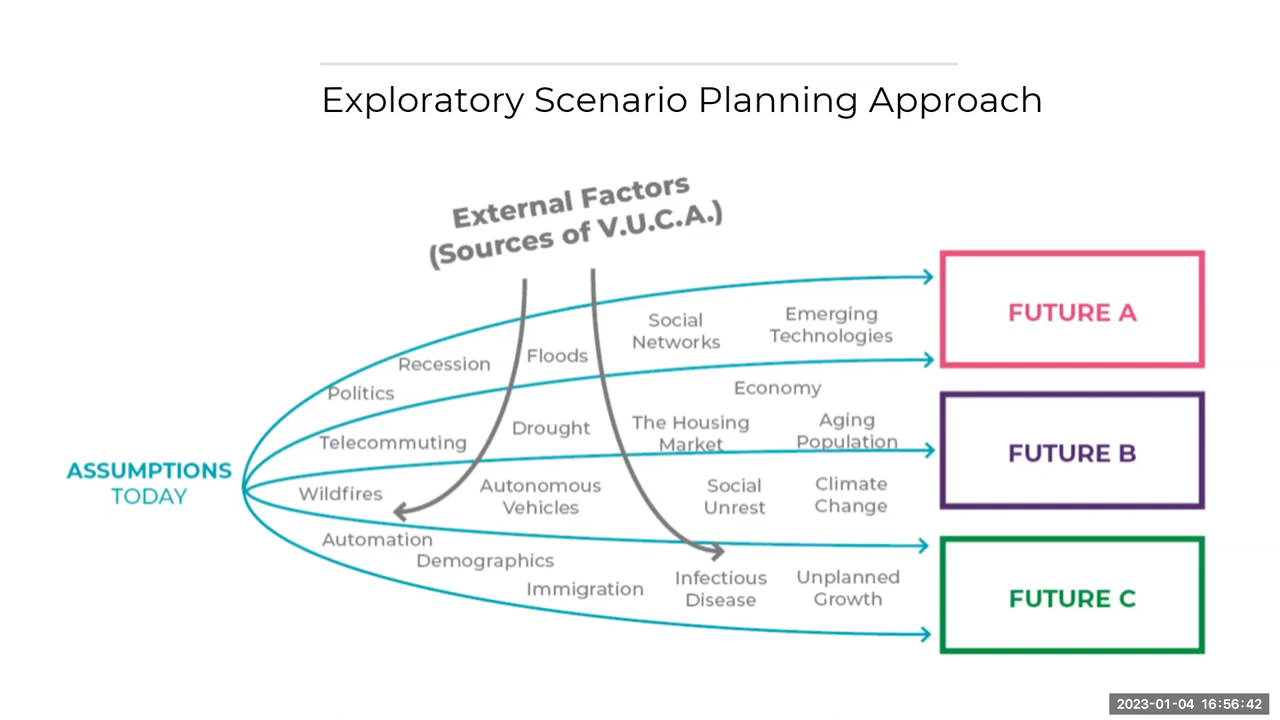 Exploratory Scenario Planning Approach
External Factors
(Sources of V.U.C.A.)
Social
Networks
Emerging
Technologies
FUTURE A
Recession
Floods
Politics
Economy
Telecommuting
Drought
The Housing
Market
Aging
Population
FUTURE B
ASSUMPTIONS
TODAY
Wildfires
Autonomous
Vehicles
Social
Unrest
Climate
Change
Automation
Demographics
Immigration
Infectious
Disease
Unplanned
Growth
FUTURE C
2023-01-04 16:56:42